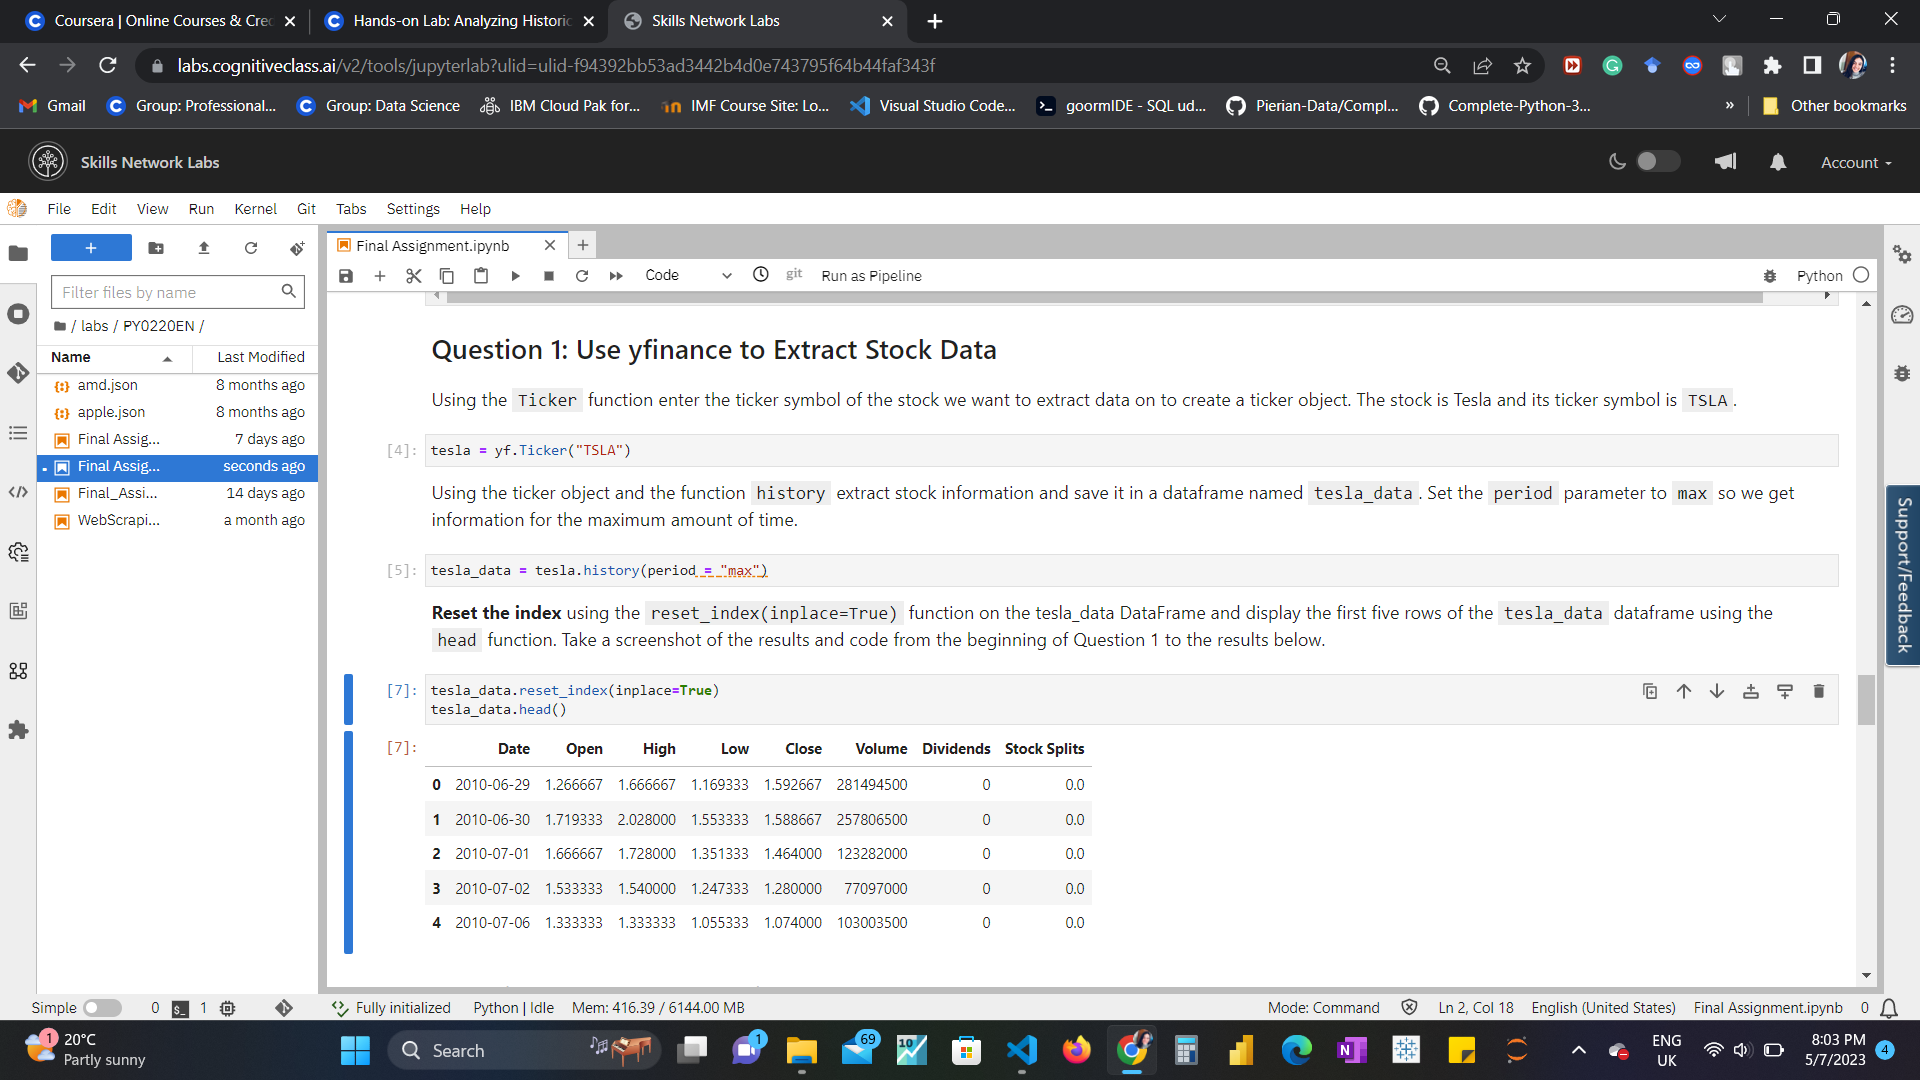 Coursera | Online Courses & Cred
Hands-on Lab: Analyzing Historic
Skills Network Labs
labs.cognitiveclass.ai/v2/tools/jupyterlab?ulid=ulid-f94392bb53ad3442b4d0e743795f64b44faf343f
Gmail
Group: Professional...
Group: Data Science
IBM Cloud Pak for...
IMF Course Site: Lo...
Visual Studio Code...
goormIDE - SQL ud...
Pierian-Data/Compl...
Complete-Python-3...
»
Other bookmarks
Skills Network Labs
Account
File Edit View Run Kernel Git Tabs Settings Help
Final Assignment.ipynb
Code
git
Run as Pipeline
Python
Filter files by name
/ labs / PY0220EN /
Name Last Modified
amd.json 8 months ago
apple.json 8 months ago
Final Assig... 7 days ago
Final Assig... seconds ago
Final_Assi... 14 days ago
WebScrapi... a month ago
Question 1: Use yfinance to Extract Stock Data
Using the Ticker function enter the ticker symbol of the stock we want to extract data on to create a ticker object. The stock is Tesla and its ticker symbol is TSLA.
[4]: tesla = yf.Ticker("TSLA")
Using the ticker object and the function history extract stock information and save it in a dataframe named tesla_data. Set the period parameter to max so we get
information for the maximum amount of time.
[5]: tesla_data = tesla.history(period = "max")
Reset the index using the reset_index(inplace=True) function on the tesla_data DataFrame and display the first five rows of the tesla_data dataframe using the
head function. Take a screenshot of the results and code from the beginning of Question 1 to the results below.
[7]: tesla_data.reset_index(inplace=True)
tesla_data.head()
[7]: Date Open High Low Close Volume Dividends Stock Splits
0 2010-06-29 1.266667 1.666667 1.169333 1.592667 281494500 0 0.0
1 2010-06-30 1.719333 2.028000 1.553333 1.588667 257806500 0 0.0
2 2010-07-01 1.666667 1.728000 1.351333 1.464000 123282000 0 0.0
3 2010-07-02 1.533333 1.540000 1.247333 1.280000 77097000 0 0.0
4 2010-07-06 1.333333 1.333333 1.055333 1.074000 103003500 0 0.0
Support/Feedback
Simple
0
1
Fully initialized
Python | Idle
Mem: 416.39 / 6144.00 MB
Mode: Command
Ln 2, Col 18
English (United States)
Final Assignment.ipynb
0
1
20°C
Partly sunny
Search
1
69
10
ENG
UK
8:03 PM
5/7/2023
4